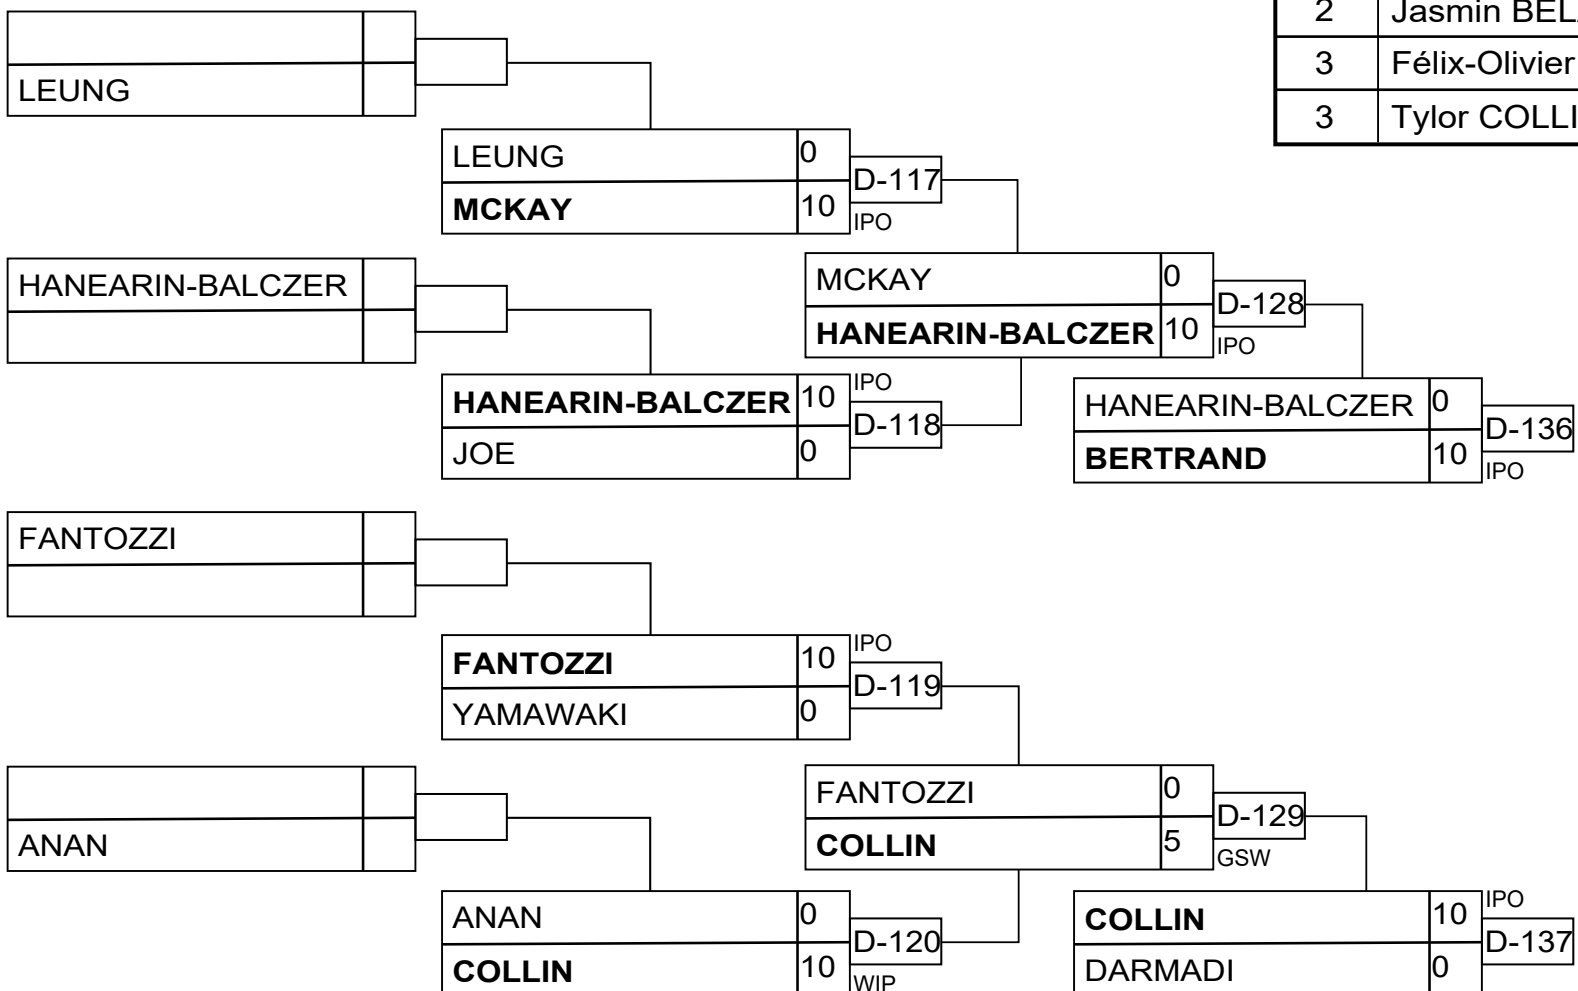 2 Jasmin
3 Félix-Olivier
3 Tylor
LEUNG
LEUNG 0
D-117
MCKAY 10
IPO
HANEARIN-BALCZER
MCKAY 0
D-128
HANEARIN-BALCZER 10
IPO
HANEARIN-BALCZER 10
IPO
D-118
JOE 0
HANEARIN-BALCZER 0
D-136
BERTRAND 10
IPO
FANTOZZI
FANTOZZI 10
IPO
D-119
YAMAWAKI 0
ANAN
FANTOZZI 0
D-129
COLLIN 5
GSW
ANAN 0
D-120
COLLIN 10
WIP
COLLIN 10
IPO
D-137
DARMADI 0